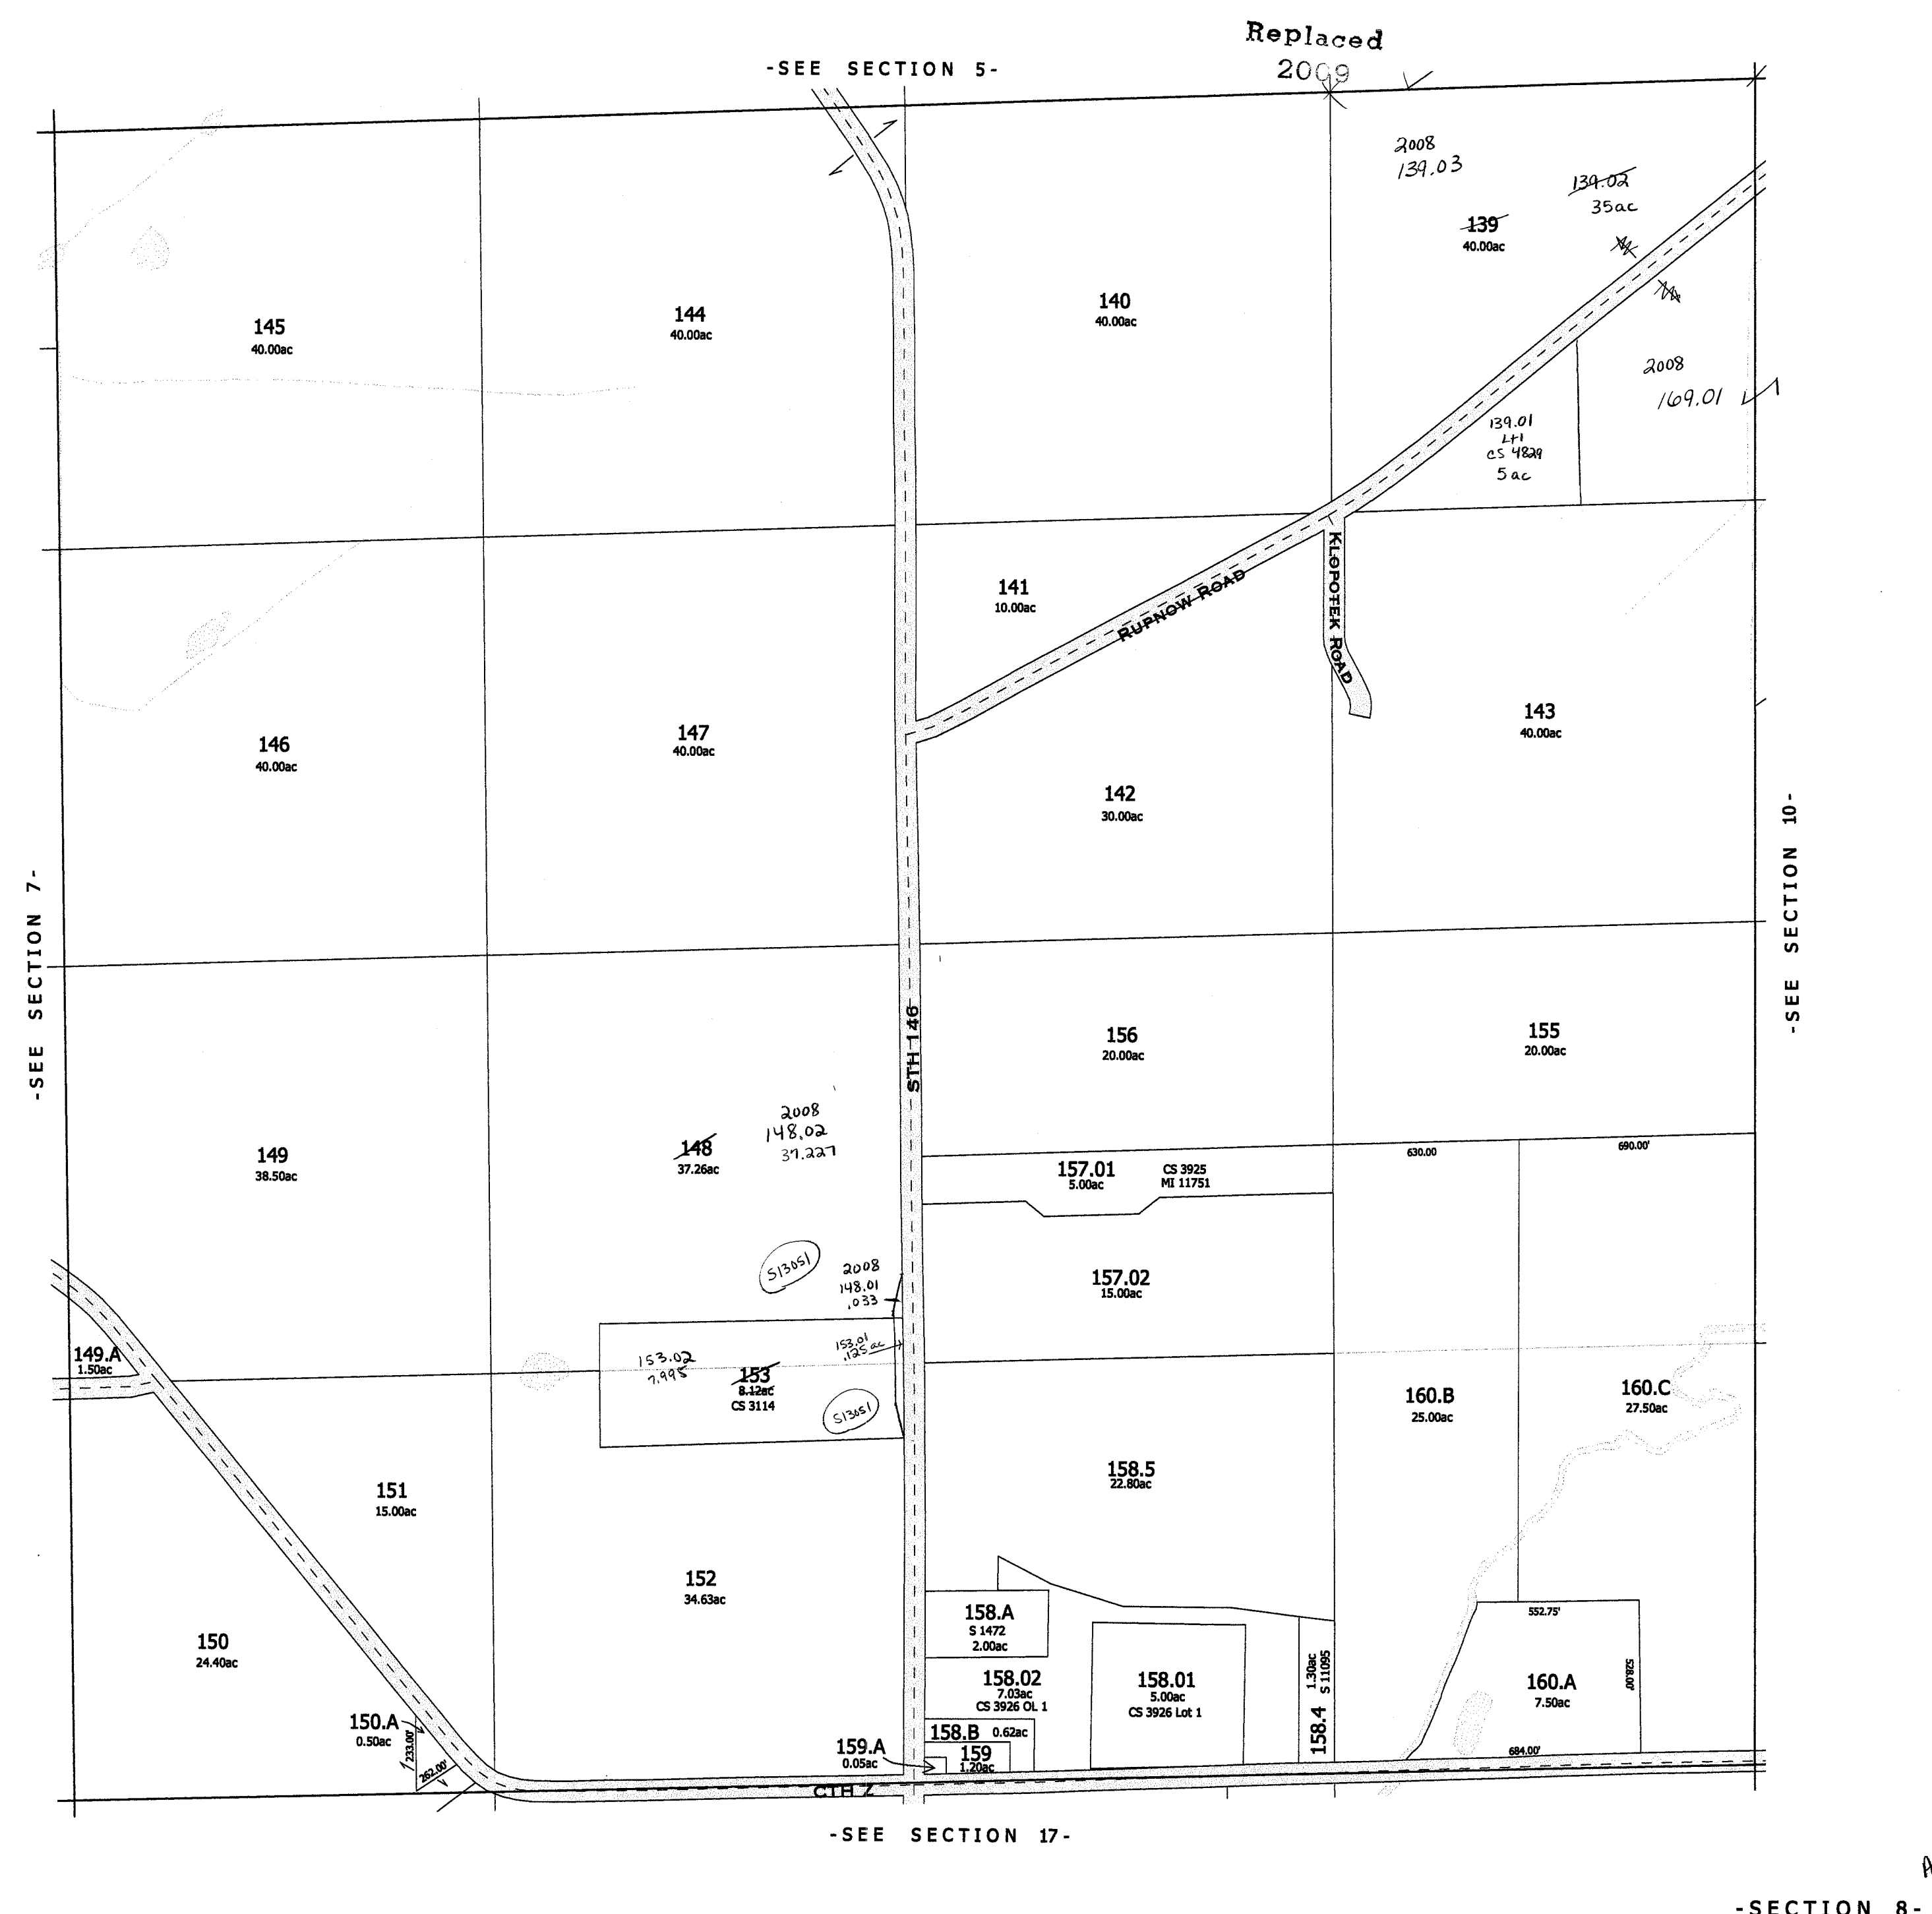 Replaced
2009
-SEE SECTION 5-
2008
139.03
139.02
35ac
139
40.00ac
145
40.00ac
144
40.00ac
140
40.00ac
2008
169.01
139.01
Lt1
CS 4829
5 ac
141
10.00ac
RUPNOW ROAD
KLOPOTEK ROAD
146
40.00ac
147
40.00ac
142
30.00ac
143
40.00ac
-SEE SECTION 7-
-SEE SECTION 10-
STH 146
156
20.00ac
155
20.00ac
149
38.50ac
148
37.26ac
2008
148.02
37.227
157.01
5.00ac
CS 3925
MI 11751
630.00
690.00'
157.02
15.00ac
S13051
2008
148.01
.033
149.A
1.50ac
153.02
7.995
153
8.12ac
CS 3114
153.01
.125 ac
S13051
160.B
25.00ac
160.C
27.50ac
151
15.00ac
158.5
22.80ac
152
34.63ac
150
24.40ac
150.A
0.50ac
233.00'
262.00'
158.A
S 1472
2.00ac
158.02
7.03ac
CS 3926 OL 1
158.B 0.62ac
159
1.20ac
159.A
0.05ac
158.01
5.00ac
CS 3926 Lot 1
158.4
1.30ac
S 11095
552.75'
528.00'
160.A
7.50ac
684.00'
CTH Z
-SEE SECTION 17-
-SECTION 8-